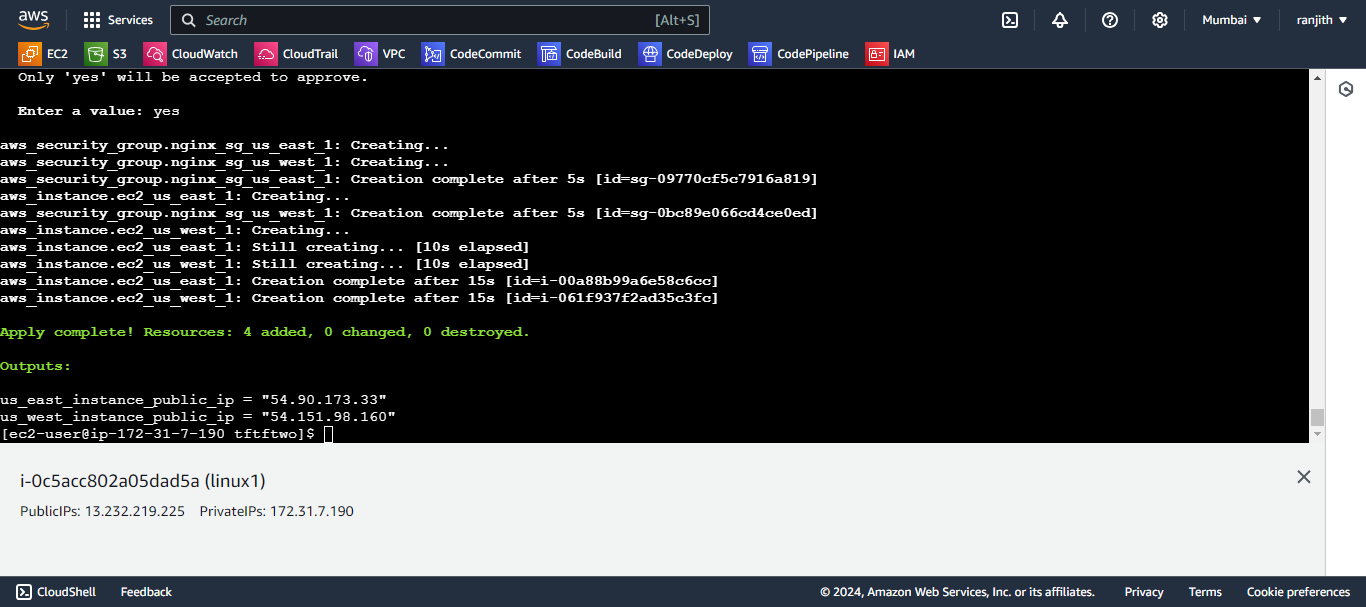 aws
Services
Search [Alt+S]
Mumbai ▼
ranjith ▼
EC2
S3
CloudWatch
CloudTrail
VPC
CodeCommit
CodeBuild
CodeDeploy
CodePipeline
IAM
Only 'yes' will be accepted to approve.
Enter a value: yes
aws_security_group.nginx_sg_us_east_1: Creating...
aws_security_group.nginx_sg_us_west_1: Creating...
aws_security_group.nginx_sg_us_east_1: Creation complete after 5s [id=sg-09770cf5c7916a819]
aws_instance.ec2_us_east_1: Creating...
aws_security_group.nginx_sg_us_west_1: Creation complete after 5s [id=sg-0bc89e066cd4ce0ed]
aws_instance.ec2_us_west_1: Creating...
aws_instance.ec2_us_east_1: Still creating... [10s elapsed]
aws_instance.ec2_us_west_1: Still creating... [10s elapsed]
aws_instance.ec2_us_east_1: Creation complete after 15s [id=i-00a88b99a6e58c6cc]
aws_instance.ec2_us_west_1: Creation complete after 15s [id=i-061f937f2ad35c3fc]
Apply complete! Resources: 4 added, 0 changed, 0 destroyed.
Outputs:
us_east_instance_public_ip = "54.90.173.33"
us_west_instance_public_ip = "54.151.98.160"
[ec2-user@ip-172-31-7-190 tftftwo]$
i-0c5acc802a05dad5a (linux1)
PublicIPs: 13.232.219.225 PrivateIPs: 172.31.7.190
CloudShell
Feedback
© 2024, Amazon Web Services, Inc. or its affiliates.
Privacy
Terms
Cookie preferences